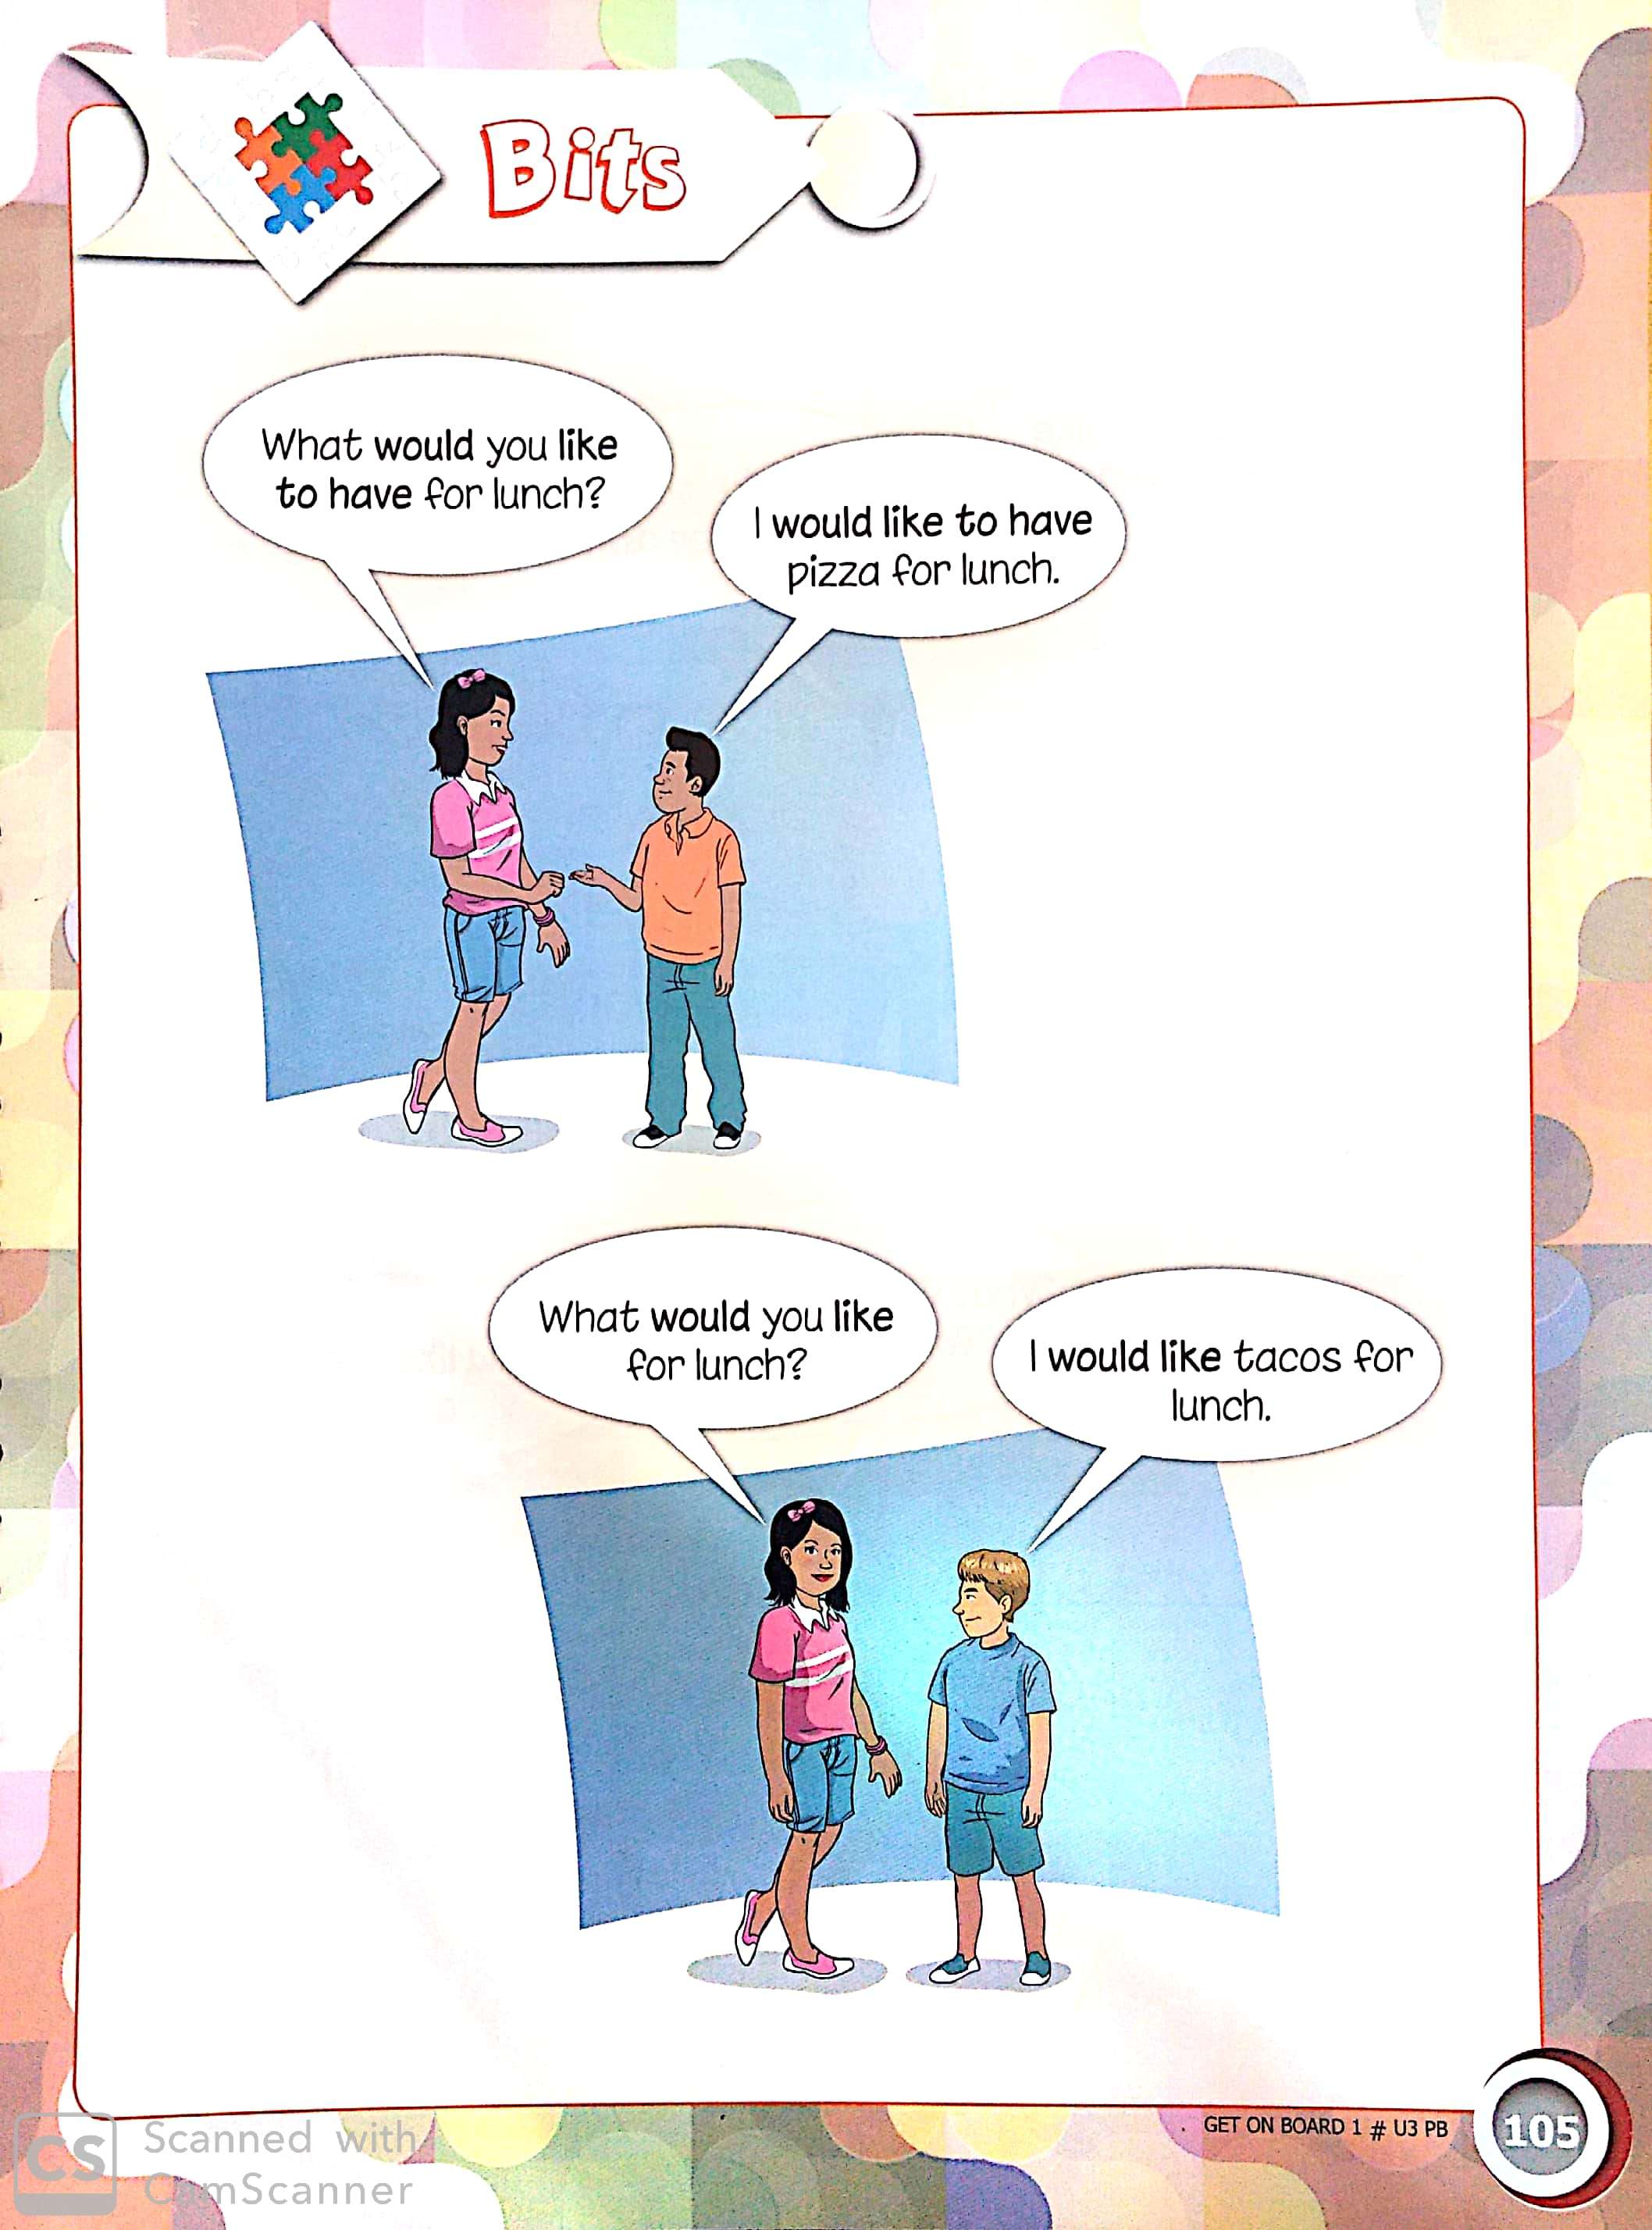 Bits
What would you like
to have for lunch?
I would like to have
pizza for lunch.
What would you like
for lunch?
I would like tacos for
lunch.
GET ON BOARD 1 # U3 PB
105
CS
Scanned with
CamScanner